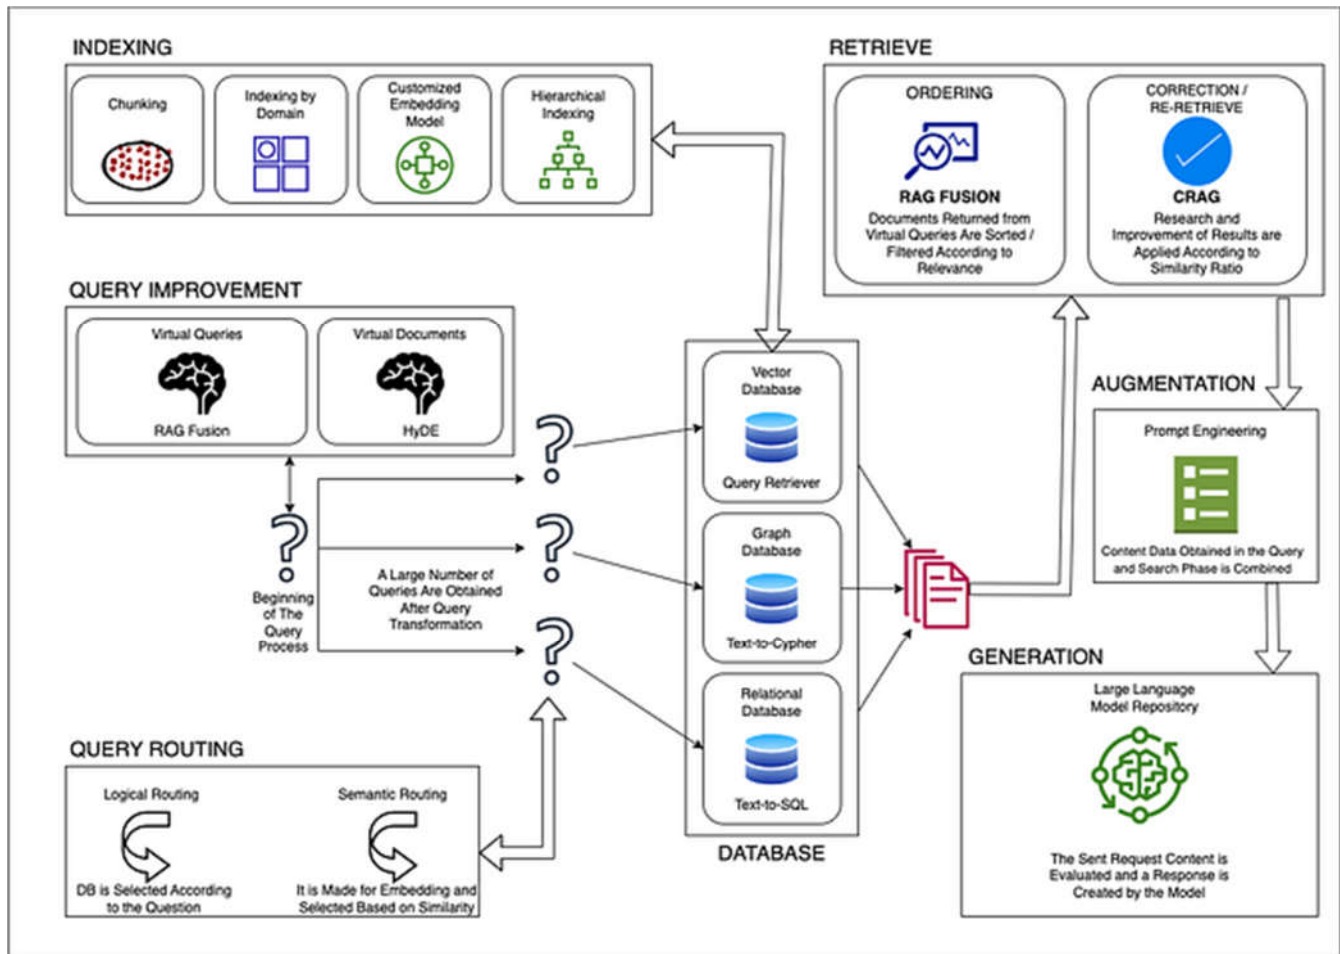 INDEXING
Chunking
Indexing by
Domain
Customized
Embedding
Model
Hierarchical
Indexing
RETRIEVE
ORDERING
RAG FUSION
Documents Returned from
Virtual Queries Are Sorted /
Filtered According to
Relevance
CORRECTION /
RE-RETRIEVE
CRAG
Research and
Improvement of Results are
Applied According to
Similarity Ratio
QUERY IMPROVEMENT
Virtual Queries
RAG Fusion
Virtual Documents
HyDE
Beginning
of The
Query
Process
A Large Number of
Queries Are Obtained
After Query
Transformation
Vector
Database
Query Retriever
Graph
Database
Text-to-Cypher
Relational
Database
Text-to-SQL
DATABASE
AUGMENTATION
Prompt Engineering
Content Data Obtained in the Query
and Search Phase is Combined
GENERATION
Large Language
Model Repository
The Sent Request Content is
Evaluated and a Response is
Created by the Model
QUERY ROUTING
Logical Routing
DB is Selected According
to the Question
Semantic Routing
It is Made for Embedding and
Selected Based on Similarity